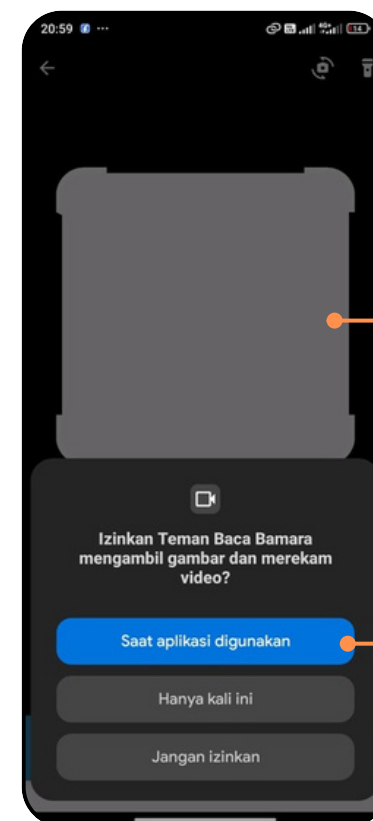 20:59
14
Izinkan Teman Baca Bamara
mengambil gambar dan merekam
video?
Saat aplikasi digunakan
Hanya kali ini
Jangan izinkan